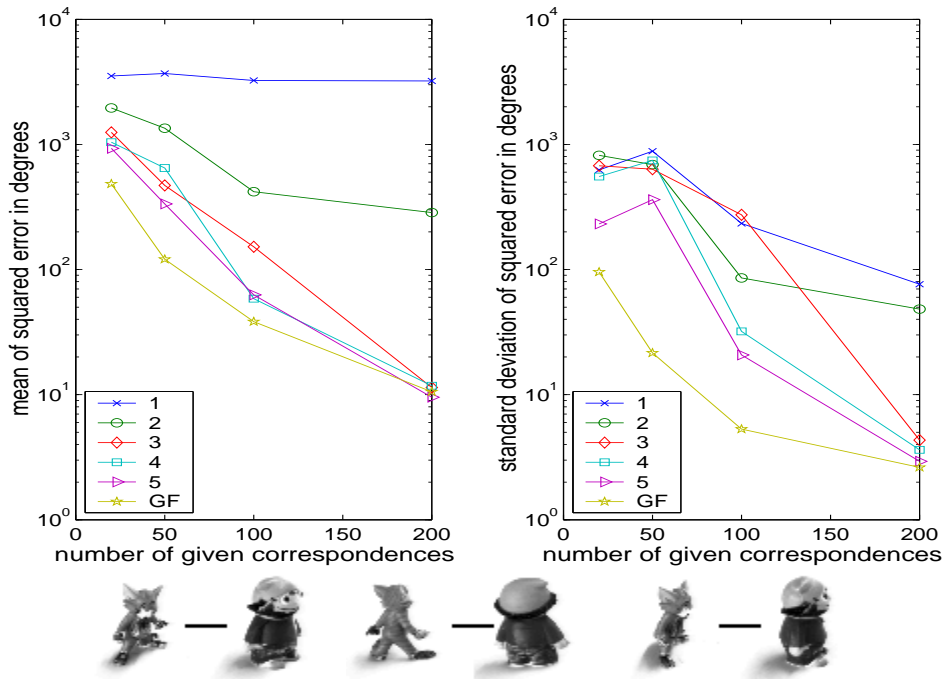 mean of squared error in degrees
10^4
10^3
10^2
10^1
10^0
1
2
3
4
5
GF
0 50 100 150 200
number of given correspondences
standard deviation of squared error in degrees
10^4
10^3
10^2
10^1
10^0
1
2
3
4
5
GF
0 50 100 150 200
number of given correspondences